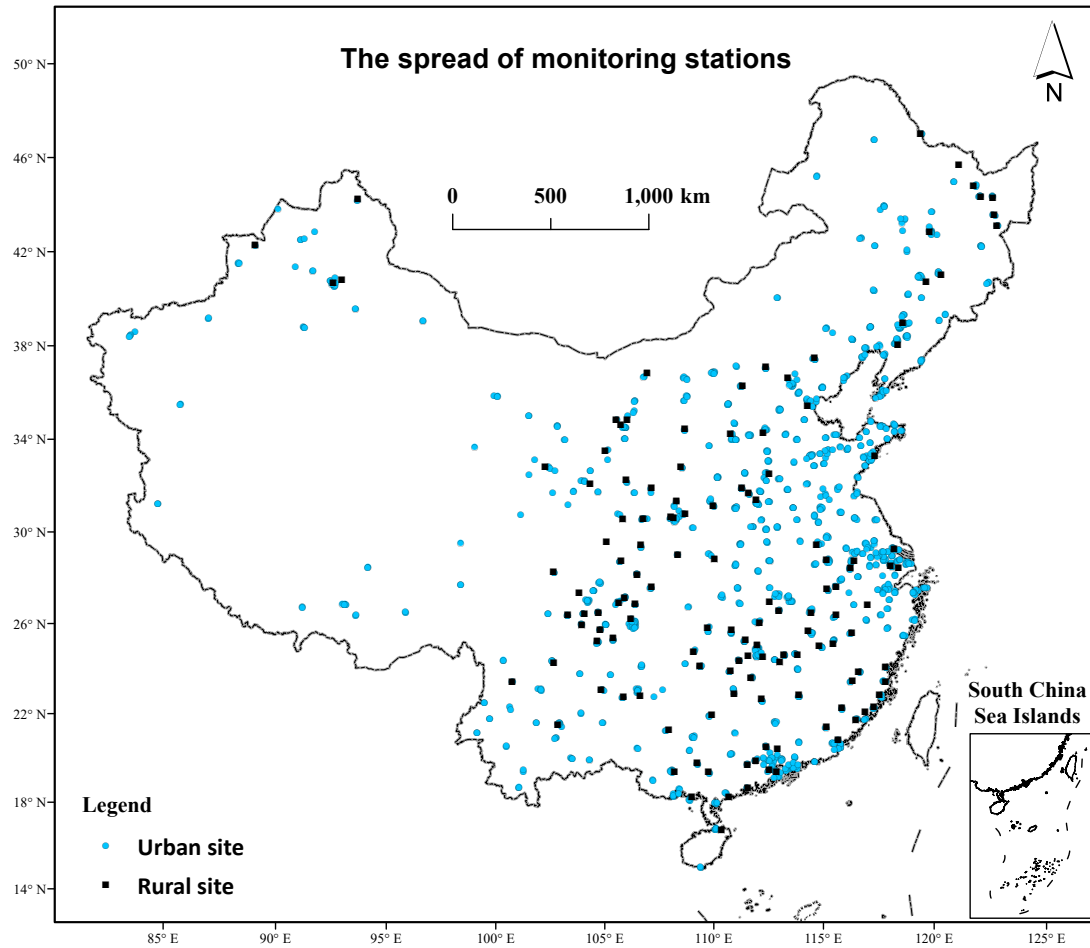 The spread of monitoring stations
N
50° N
46° N
42° N
38° N
34° N
30° N
26° N
22° N
18° N
14° N
0 500 1,000 km
South China
Sea Islands
Legend
Urban site
Rural site
85° E 90° E 95° E 100° E 105° E 110° E 115° E 120° E 125° E